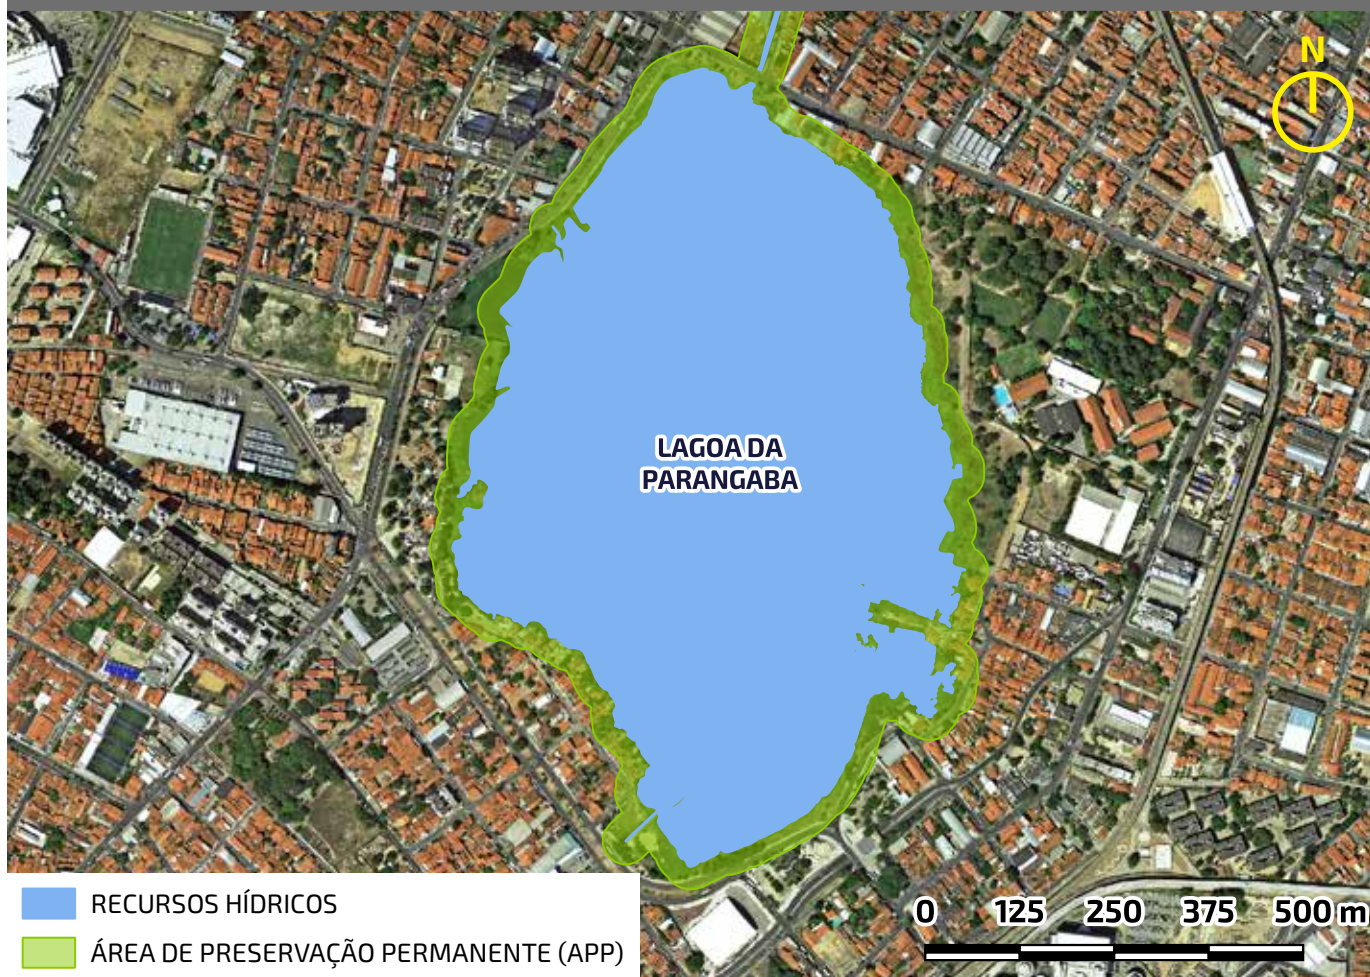 N
LAGOA DA
PARANGABA
RECURSOS HÍDRICOS
ÁREA DE PRESERVAÇÃO PERMANENTE (APP)
0 125 250 375 500 m